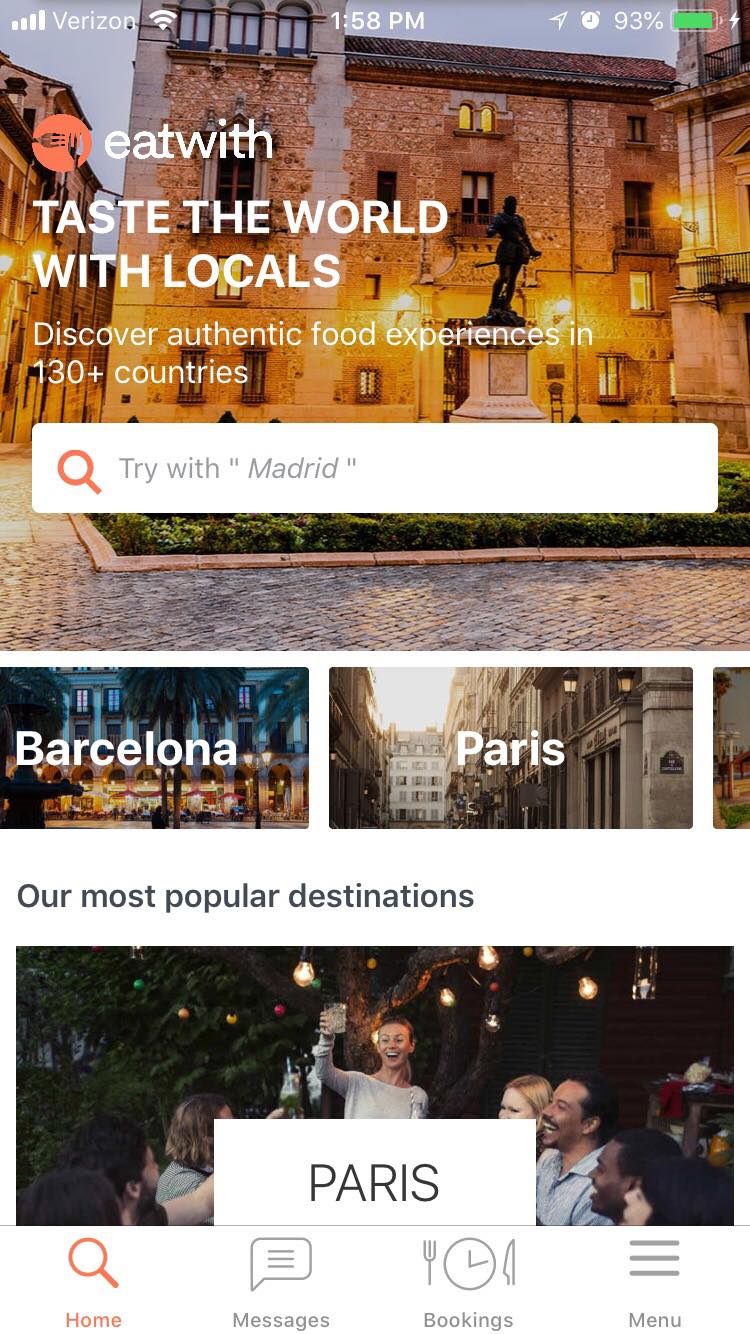 Verizon 1:58 PM 93%
eatwith
TASTE THE WORLD
WITH LOCALS
Discover authentic food experiences in
130+ countries
Try with " Madrid "
Barcelona
Paris
Our most popular destinations
PARIS
Home
Messages
Bookings
Menu